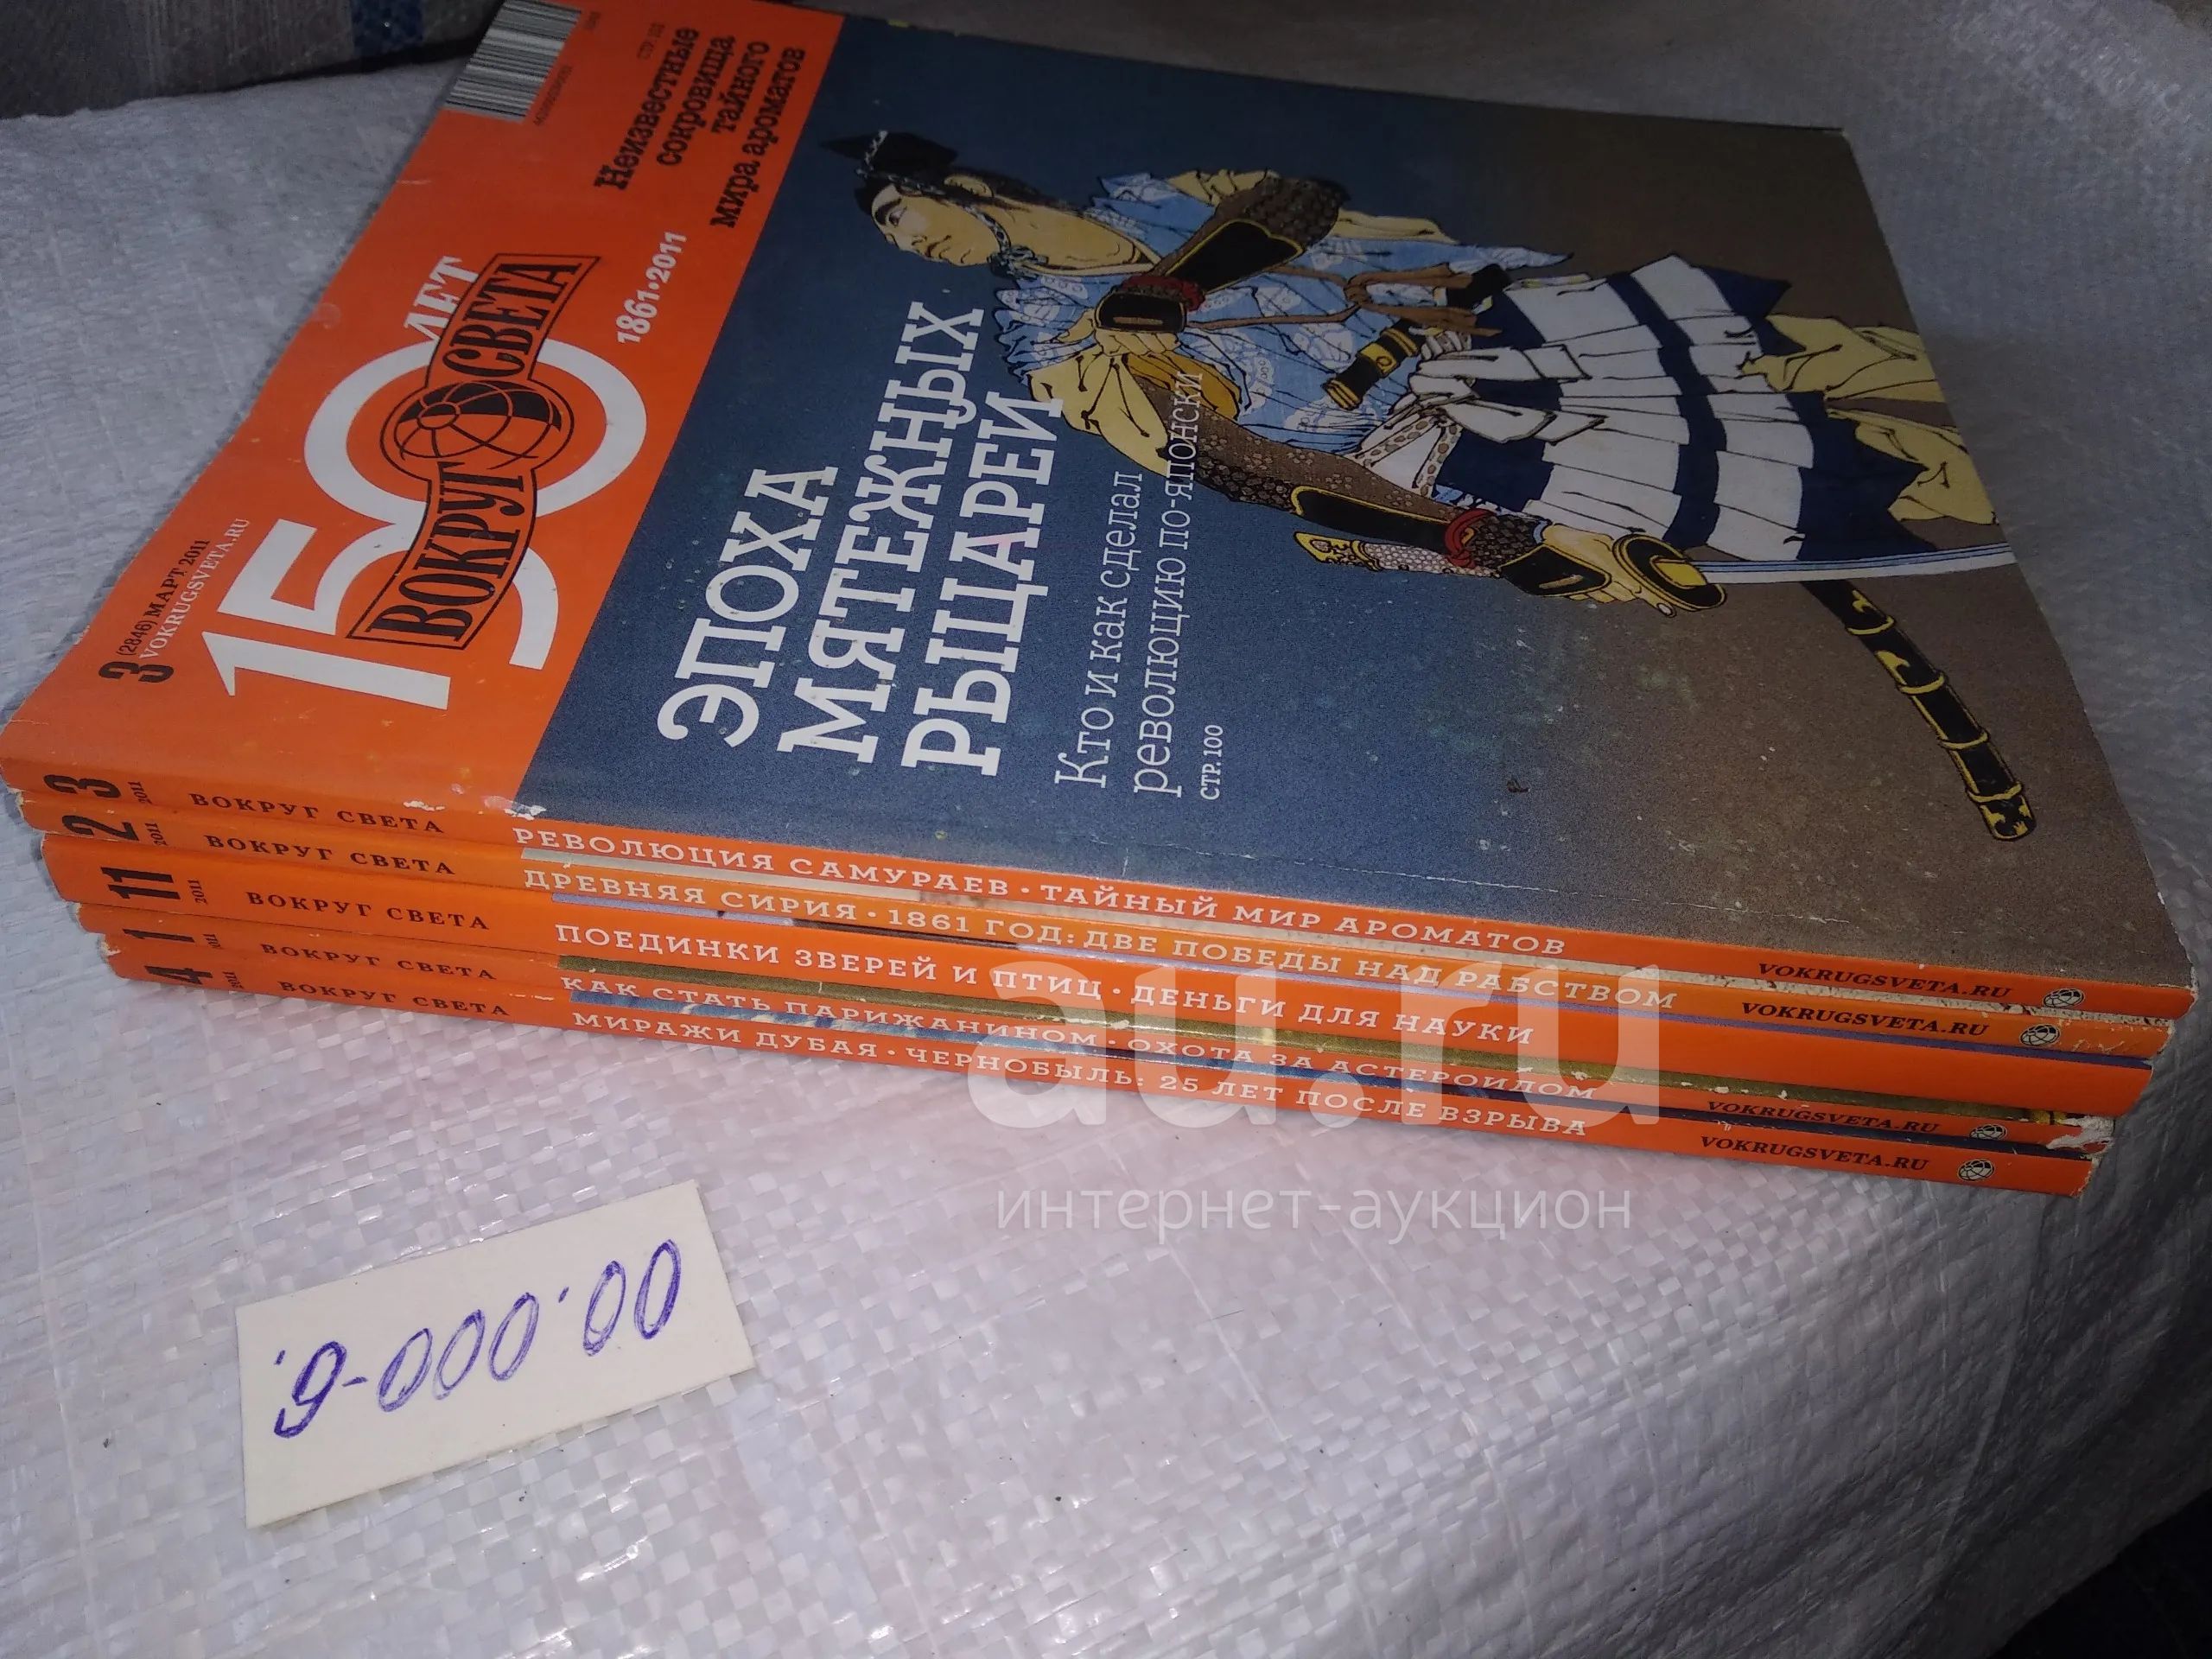 3
(2846) МАРТ 2011
VOKRUGSVETA.RU
150 ЛЕТ
ВОКРУГ СВЕТА
1861·2011
СТР. 102
Неизвестные
сокровища
тайного
мира ароматов
ЭПОХА
МЯТЕЖНЫХ
РЫЦАРЕЙ
Кто и как сделал
революцию по-японски
СТР.100
3 2011 ВОКРУГ СВЕТА РЕВОЛЮЦИЯ САМУРАЕВ · ТАЙНЫЙ МИР АРОМАТОВ VOKRUGSVETA.RU
2 2011 ВОКРУГ СВЕТА ДРЕВНЯЯ СИРИЯ · 1861 ГОД: ДВЕ ПОБЕДЫ НАД РАБСТВОМ VOKRUGSVETA.RU
11 2011 ВОКРУГ СВЕТА ПОЕДИНКИ ЗВЕРЕЙ И ПТИЦ · ДЕНЬГИ ДЛЯ НАУКИ
1 2011 ВОКРУГ СВЕТА КАК СТАТЬ ПАРИЖАНИНОМ · ОХОТА ЗА АСТЕРОИДОМ VOKRUGSVETA.RU
4 2011 ВОКРУГ СВЕТА МИРАЖИ ДУБАЯ · ЧЕРНОБЫЛЬ: 25 ЛЕТ ПОСЛЕ ВЗРЫВА VOKRUGSVETA.RU
au.ru
интернет-аукцион